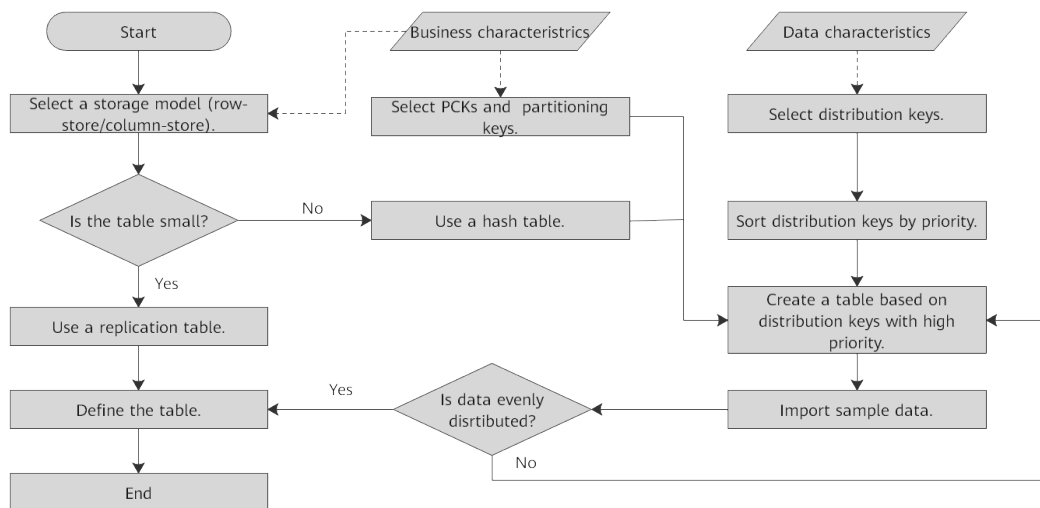 Start
Business characteristrics
Data characteristics
Select a storage model (row-
store/column-store).
Select PCKs and partitioning
keys.
Select distribution keys.
Is the table small?
No
Use a hash table.
Sort distribution keys by priority.
Yes
Use a replication table.
Create a table based on
distribution keys with high
priority.
Define the table.
Yes
Is data evenly
disrtibuted?
Import sample data.
No
End